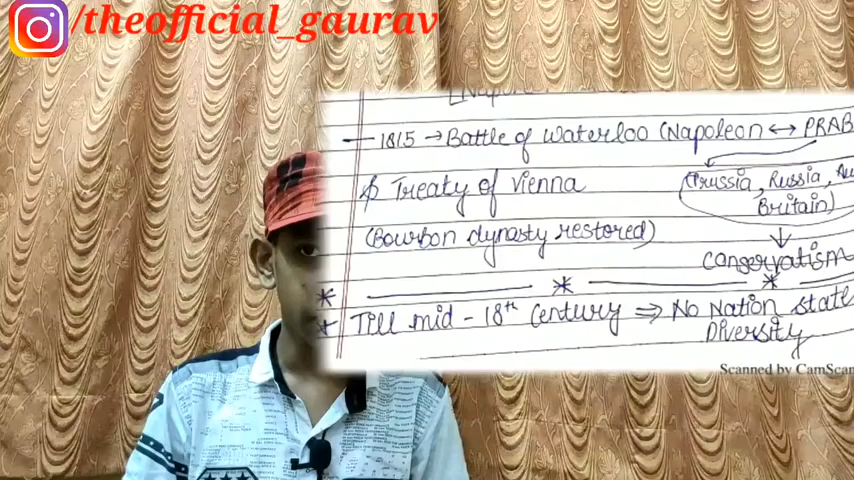 /theofficial_gaurav
1815 → Battle of Waterloo (Napoleon ↔ PRAB
& Treaty of Vienna
(Prussia, Russia, Au
Britain)
(Bourbon dynasty restored)
Conservatism
Till mid - 18th Century ⇒ No Nation state
Diversity
Scanned by CamScan